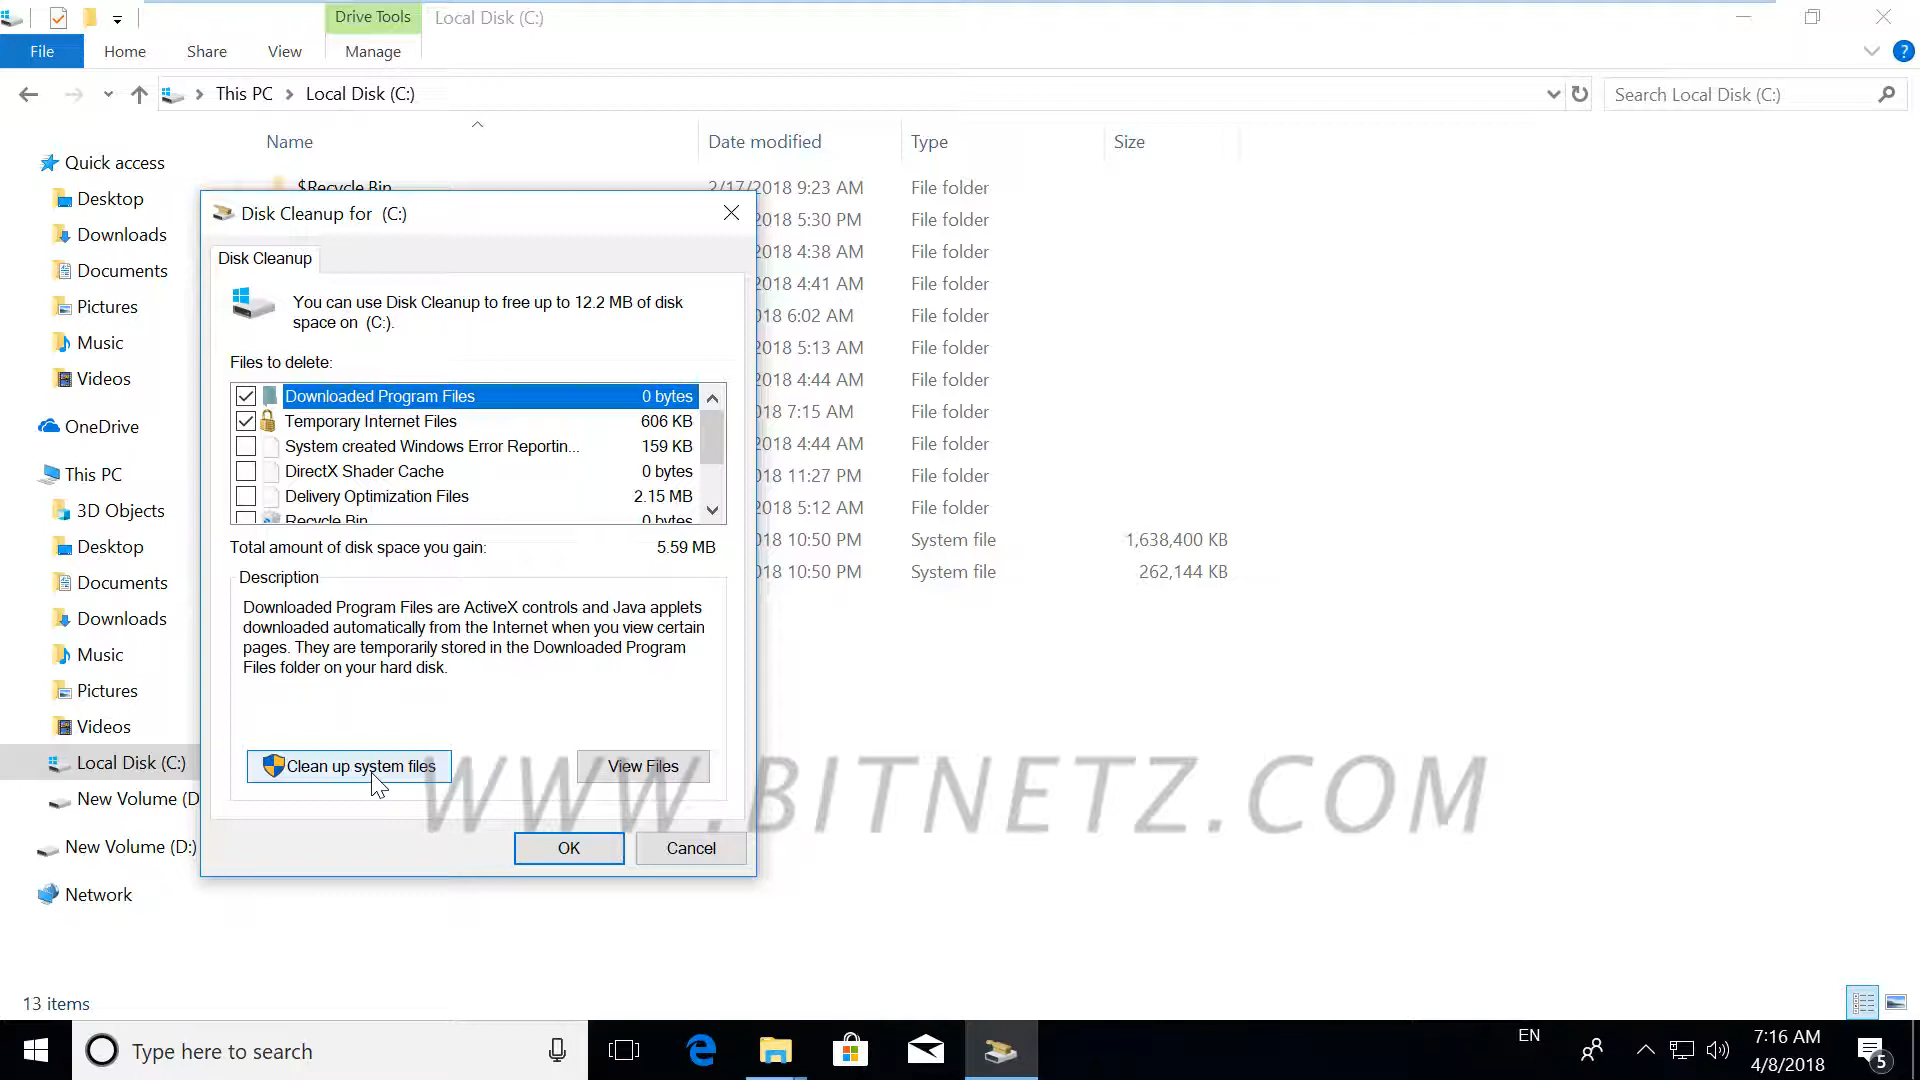 Drive Tools
Local Disk (C:)
File
Home
Share
View
Manage
?
This PC
Local Disk (C:)
Search Local Disk (C:)
Name
Date modified
Type
Size
Quick access
Desktop
Downloads
Documents
Pictures
Music
Videos
OneDrive
This PC
3D Objects
Desktop
Documents
Downloads
Music
Pictures
Videos
Local Disk (C:)
New Volume (D
New Volume (D:)
Network
$Recycle.Bin
2/17/2018 9:23 AM
File folder
2018 5:30 PM
File folder
2018 4:38 AM
File folder
2018 4:41 AM
File folder
018 6:02 AM
File folder
2018 5:13 AM
File folder
2018 4:44 AM
File folder
018 7:15 AM
File folder
2018 4:44 AM
File folder
018 11:27 PM
File folder
2018 5:12 AM
File folder
018 10:50 PM
System file
1,638,400 KB
018 10:50 PM
System file
262,144 KB
Disk Cleanup for (C:)
Disk Cleanup
You can use Disk Cleanup to free up to 12.2 MB of disk
space on (C:).
Files to delete:
Downloaded Program Files
0 bytes
Temporary Internet Files
606 KB
System created Windows Error Reportin...
159 KB
DirectX Shader Cache
0 bytes
Delivery Optimization Files
2.15 MB
Recycle Bin
0 bytes
Total amount of disk space you gain:
5.59 MB
Description
Downloaded Program Files are ActiveX controls and Java applets
downloaded automatically from the Internet when you view certain
pages. They are temporarily stored in the Downloaded Program
Files folder on your hard disk.
Clean up system files
View Files
OK
Cancel
WWW.BITNETZ.COM
13 items
Type here to search
EN
7:16 AM
4/8/2018
5